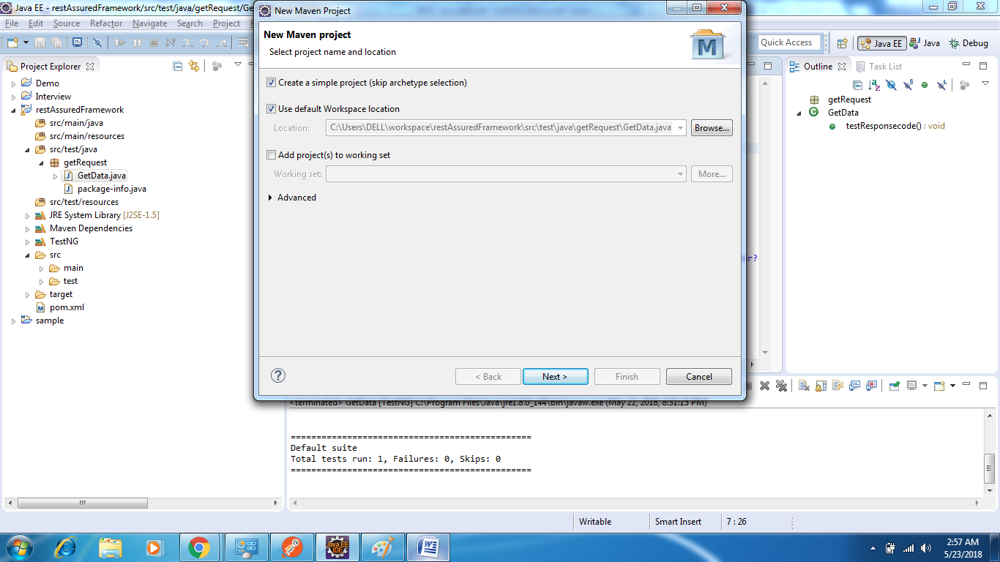 Java EE - restAssuredFramework/src/test/java/getRequest/Ge
File Edit Source Refactor Navigate Search Project
Quick Access Java EE Java Debug
Project Explorer
Demo
Interview
restAssuredFramework
src/main/java
src/main/resources
src/test/java
getRequest
GetData.java
package-info.java
src/test/resources
JRE System Library [J2SE-1.5]
Maven Dependencies
TestNG
src
main
test
target
pom.xml
sample
New Maven Project
New Maven project
Select project name and location
M
Create a simple project (skip archetype selection)
Use default Workspace location
Location: C:\Users\DELL\workspace\restAssuredFramework\src\test\java\getRequest\GetData.java Browse...
Add project(s) to working set
Working set: More...
Advanced
< Back Next > Finish Cancel
r?
Outline Task List
getRequest
GetData
testResponsecode() : void
<terminated> GetData [TestNG] C:\Program Files\Java\jre1.8.0_144\bin\javaw.exe (May 22, 2018, 8:31:15 PM)
===============================================
Default suite
Total tests run: 1, Failures: 0, Skips: 0
===============================================
Writable Smart Insert 7 : 26
Java EE
IDE
2:57 AM
5/23/2018